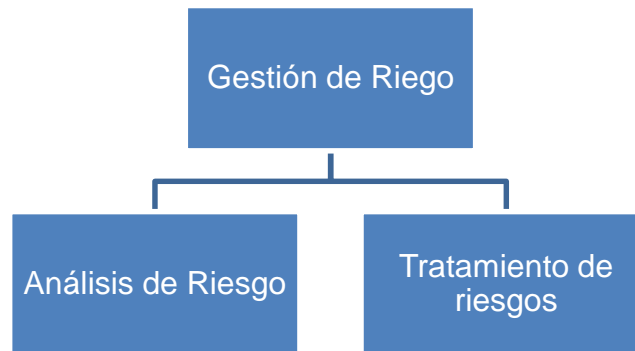 Gestión de Riego
Análisis de Riesgo
Tratamiento de
riesgos